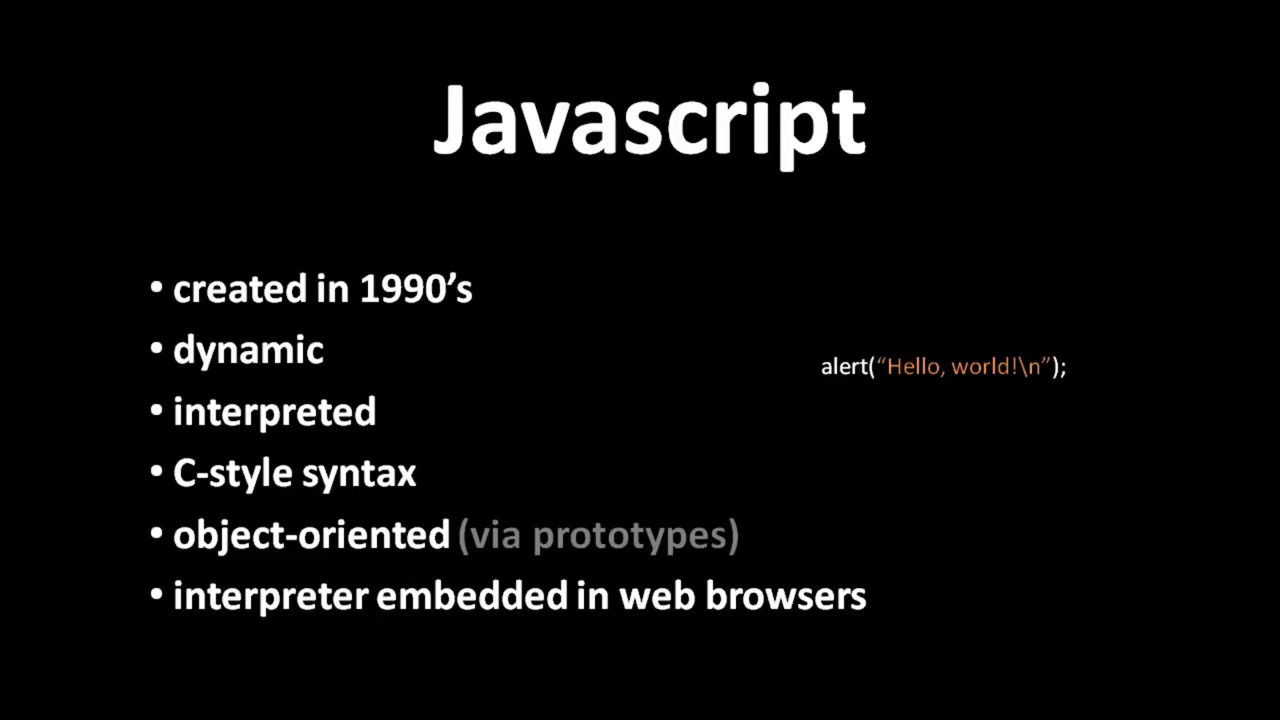 Javascript
• created in 1990’s
• dynamic
alert(“Hello, world!\n”);
• interpreted
• C-style syntax
• object-oriented (via prototypes)
• interpreter embedded in web browsers